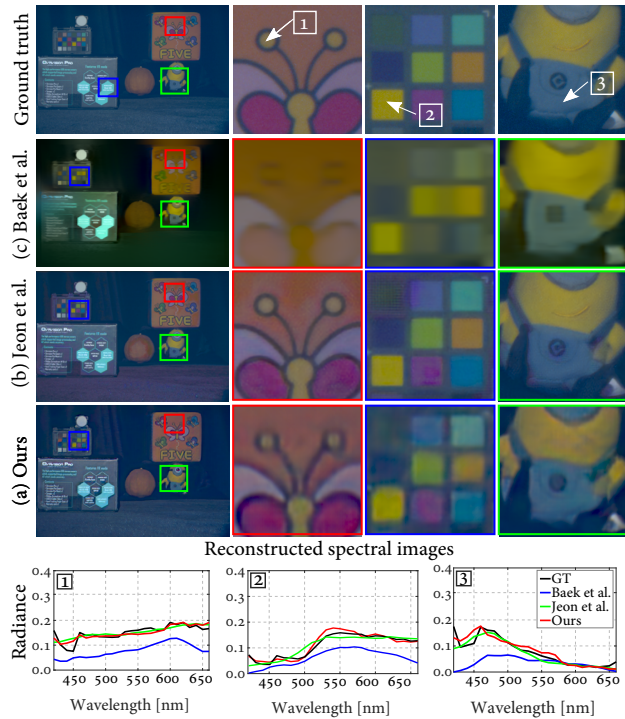 Ground truth
1
2
3
FIVE
(c) Baek et al.
(b) Jeon et al.
FIVE
(a) Ours
FIVE
Reconstructed spectral images
Radiance
1
0.4
0.3
0.2
0.1
0.0
450 500 550 600 650
Wavelength [nm]
2
0.4
0.3
0.2
0.1
0.0
450 500 550 600 650
Wavelength [nm]
3
0.4
0.3
0.2
0.1
0.0
450 500 550 600 650
Wavelength [nm]
GT
Baek et al.
Jeon et al.
Ours